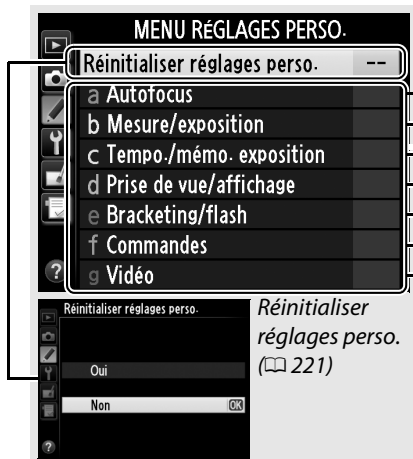 MENU RÉGLAGES PERSO.
Réinitialiser réglages perso. --
a Autofocus
b Mesure/exposition
c Tempo./mémo. exposition
d Prise de vue/affichage
e Bracketing/flash
f Commandes
g Vidéo
?
Réinitialiser réglages perso.
Oui
Non OK
?
Réinitialiser
réglages perso.
(📖 221)